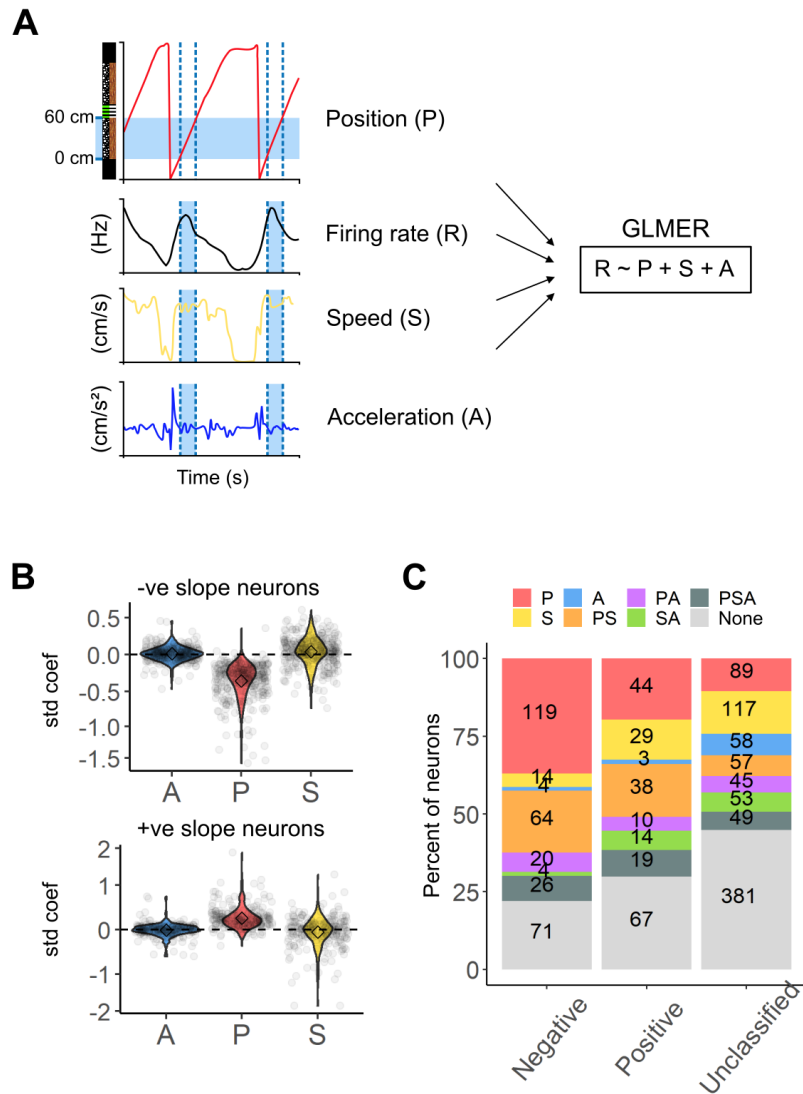 A
60 cm
0 cm
Position (P)
(Hz)
Firing rate (R)
GLMER
R ~ P + S + A
(cm/s)
Speed (S)
(cm/s²)
Acceleration (A)
Time (s)
B
-ve slope neurons
std coef
0.5
0.0
-0.5
-1.0
-1.5
A P S
+ve slope neurons
std coef
2
1
0
-1
-2
A P S
C
P A PA PSA
S PS SA None
Percent of neurons
100
75
50
25
0
119
14
4
64
20
4
26
71
44
29
3
38
10
14
19
67
89
117
58
57
45
53
49
381
Negative
Positive
Unclassified